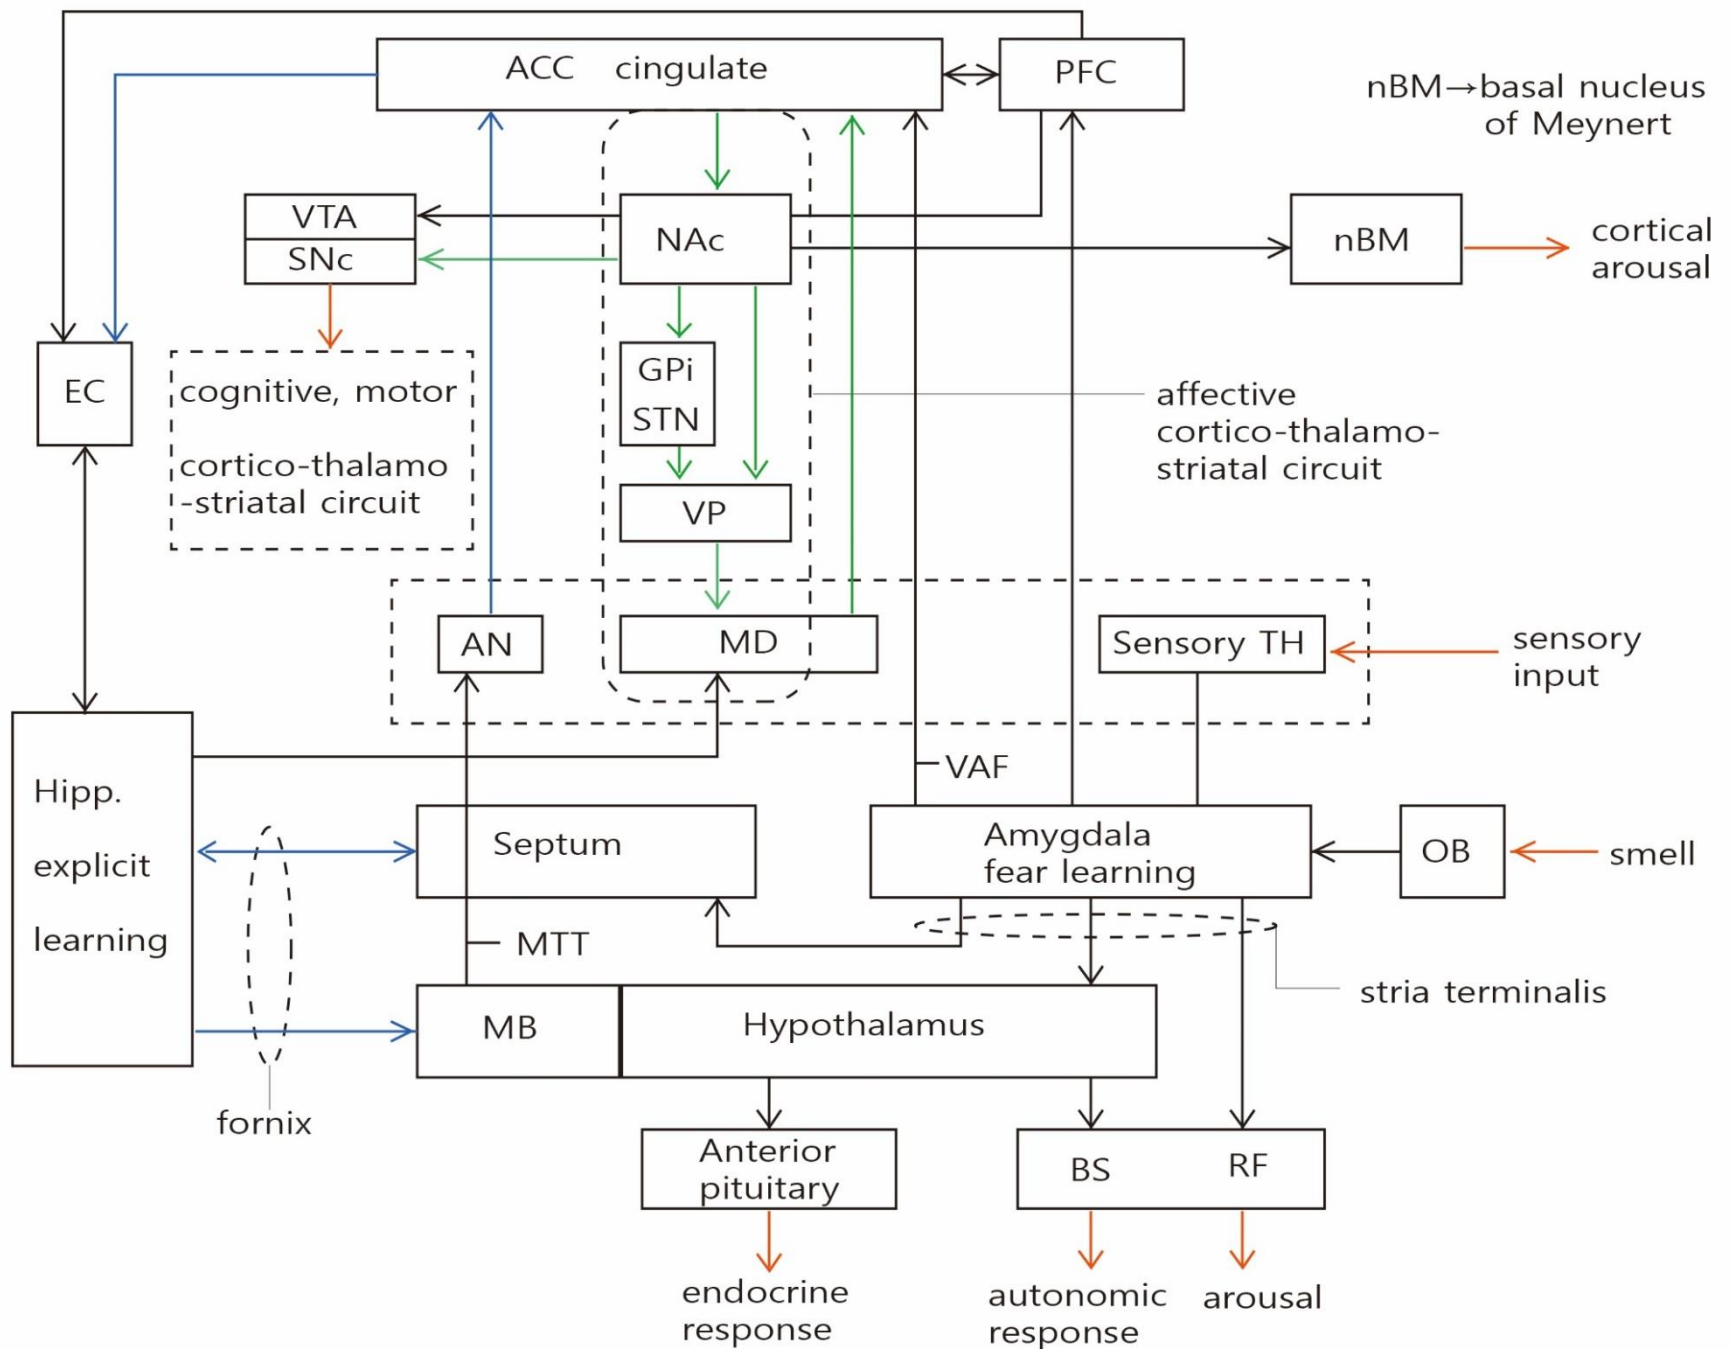 ACC cingulate
PFC
nBM→basal nucleus
of Meynert
VTA
SNc
NAc
nBM
cortical
arousal
EC
cognitive, motor
cortico-thalamo
-striatal circuit
GPi
STN
affective
cortico-thalamo-
striatal circuit
VP
AN
MD
Sensory TH
sensory
input
Hipp.
explicit
learning
VAF
Septum
Amygdala
fear learning
OB
smell
MTT
stria terminalis
MB
Hypothalamus
fornix
Anterior
pituitary
BS
RF
endocrine
response
autonomic
response
arousal